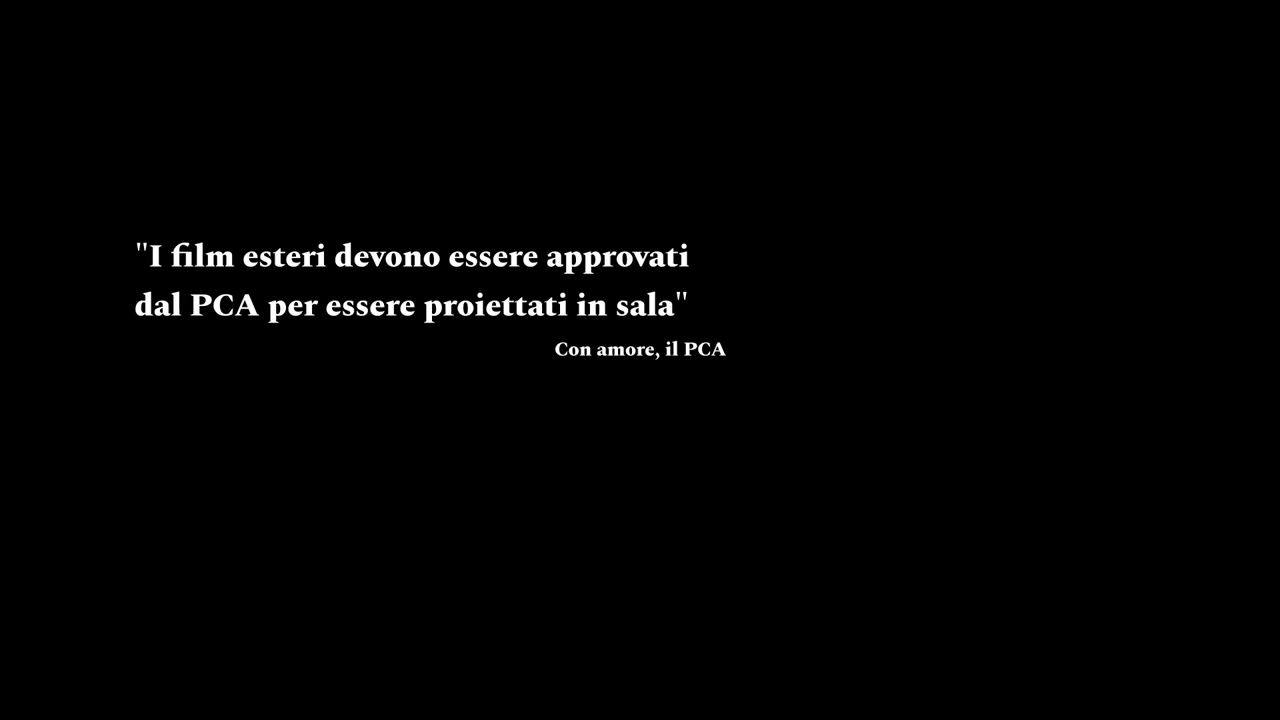 "I film esteri devono essere approvati
dal PCA per essere proiettati in sala"
Con amore, il PCA